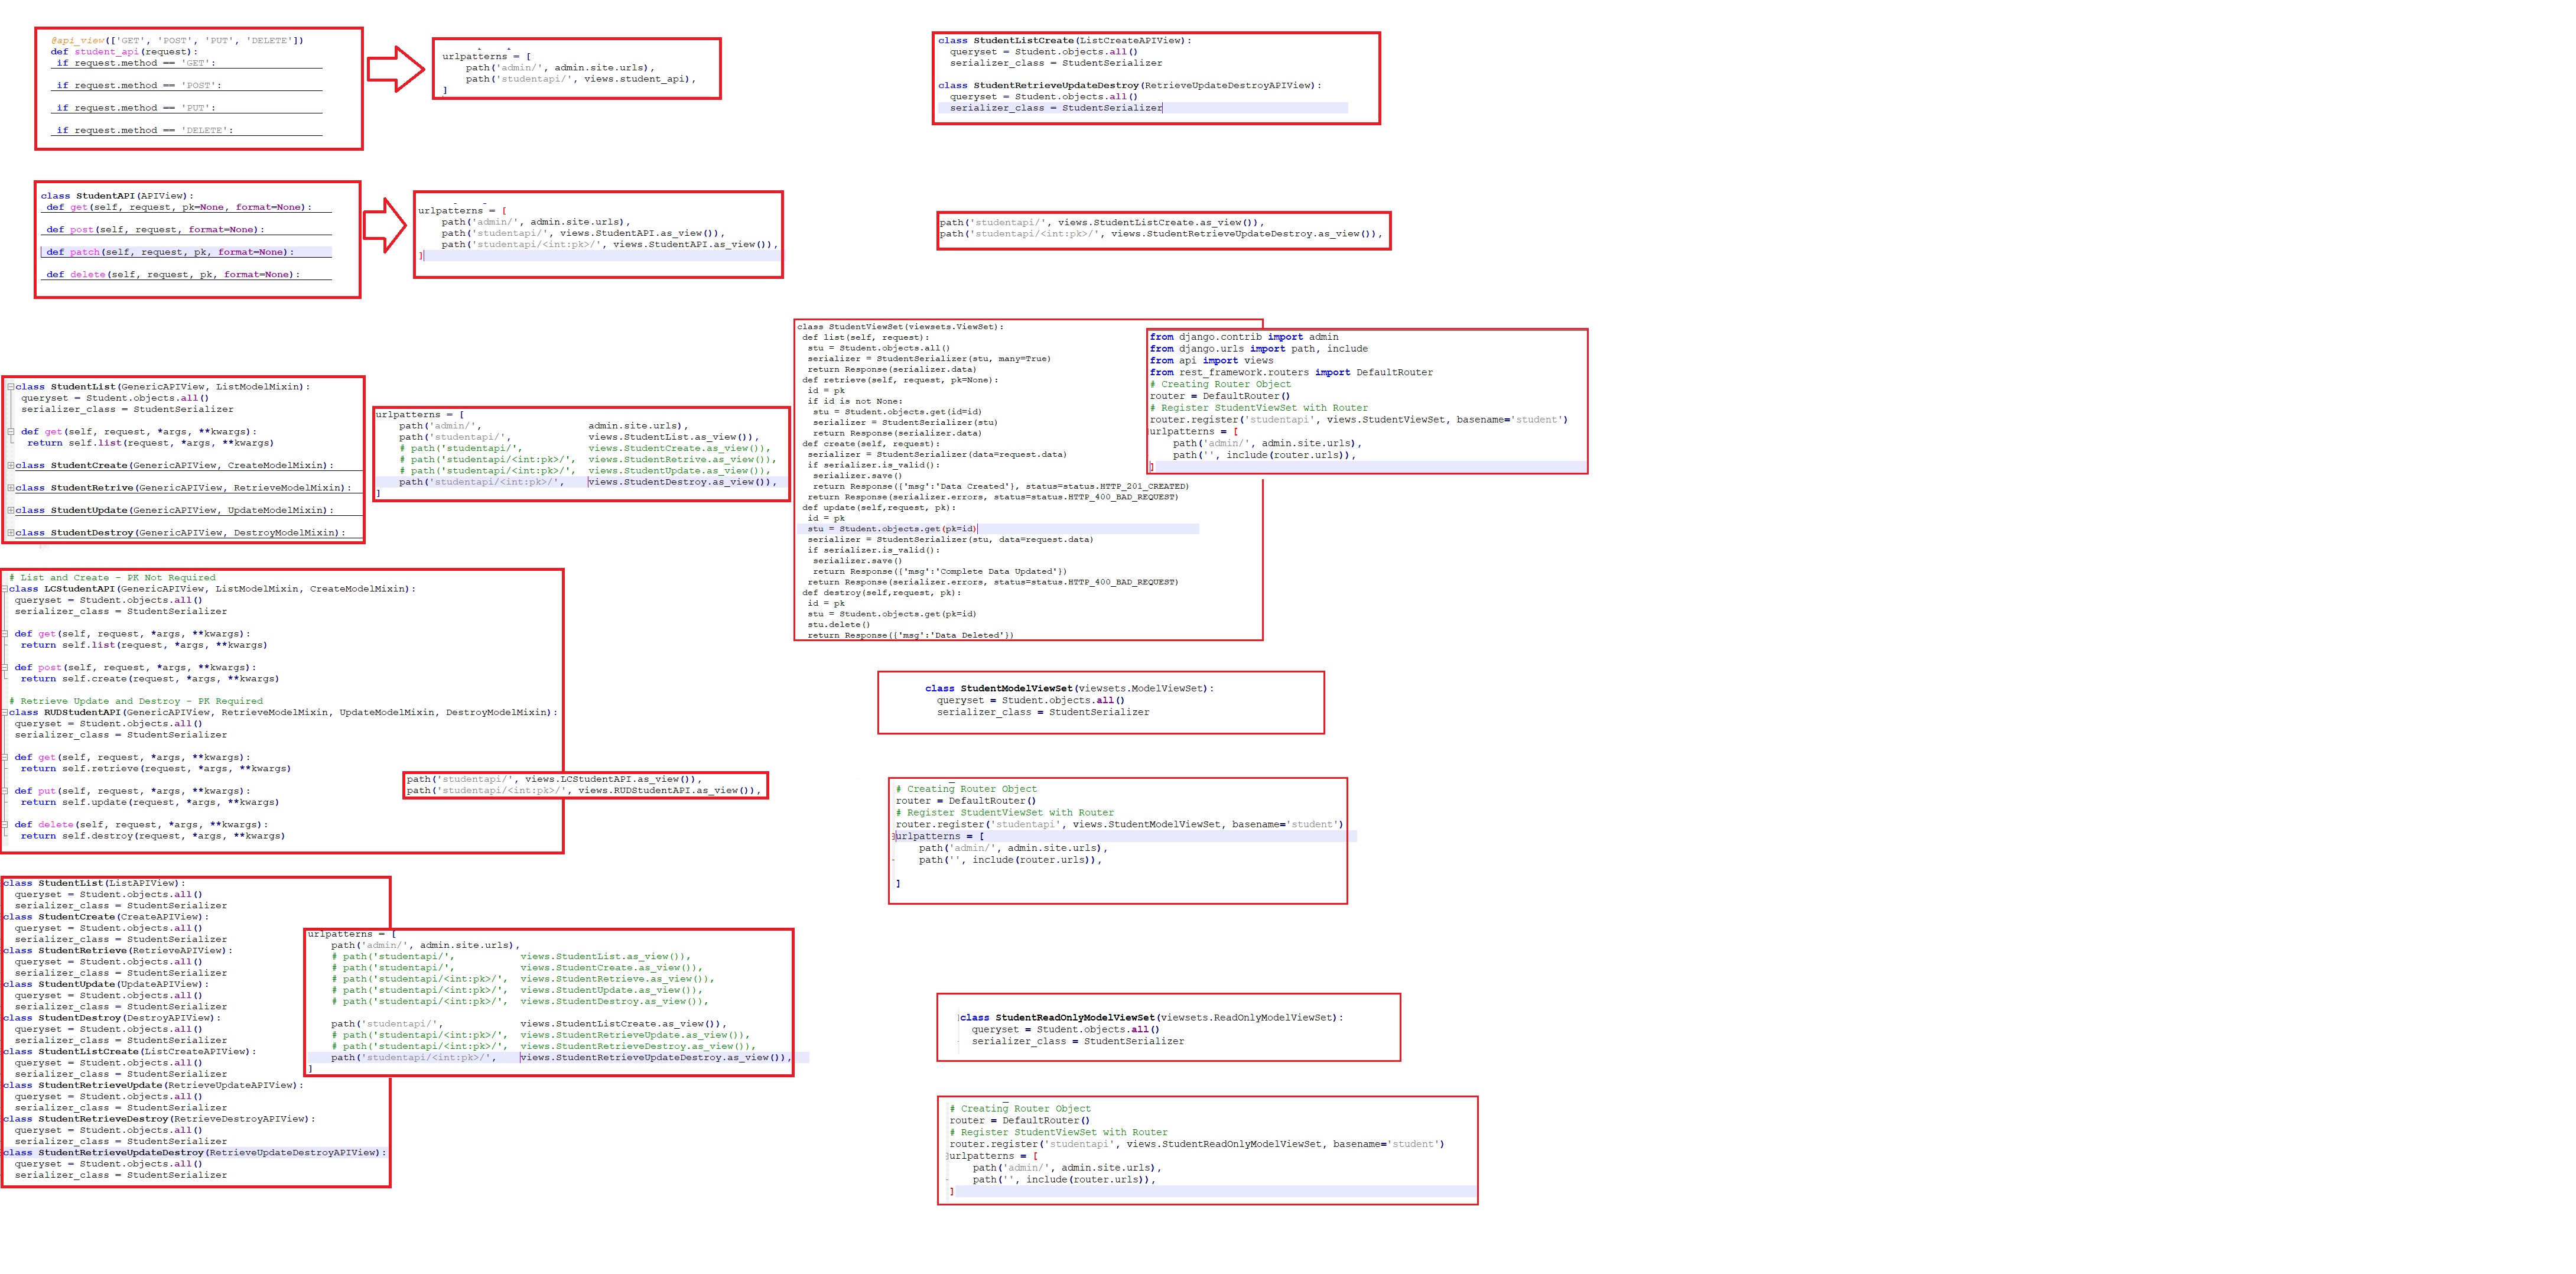 @api_view(['GET', 'POST', 'PUT', 'DELETE'])
def student_api(request):
if request.method == 'GET':
if request.method == 'POST':
if request.method == 'PUT':
if request.method == 'DELETE':
urlpatterns = [
path('admin/', admin.site.urls),
path('studentapi/', views.student_api),
]
class StudentListCreate(ListCreateAPIView):
queryset = Student.objects.all()
serializer_class = StudentSerializer
class StudentRetrieveUpdateDestroy(RetrieveUpdateDestroyAPIView):
queryset = Student.objects.all()
serializer_class = StudentSerializer
class StudentAPI(APIView):
def get(self, request, pk=None, format=None):
def post(self, request, format=None):
def patch(self, request, pk, format=None):
def delete(self, request, pk, format=None):
urlpatterns = [
path('admin/', admin.site.urls),
path('studentapi/', views.StudentAPI.as_view()),
path('studentapi/<int:pk>/', views.StudentAPI.as_view()),
]
path('studentapi/', views.StudentListCreate.as_view()),
path('studentapi/<int:pk>/', views.StudentRetrieveUpdateDestroy.as_view()),
class StudentList(GenericAPIView, ListModelMixin):
queryset = Student.objects.all()
serializer_class = StudentSerializer
def get(self, request, *args, **kwargs):
return self.list(request, *args, **kwargs)
class StudentCreate(GenericAPIView, CreateModelMixin):
class StudentRetrive(GenericAPIView, RetrieveModelMixin):
class StudentUpdate(GenericAPIView, UpdateModelMixin):
class StudentDestroy(GenericAPIView, DestroyModelMixin):
urlpatterns = [
path('admin/', admin.site.urls),
path('studentapi/', views.StudentList.as_view()),
# path('studentapi/', views.StudentCreate.as_view()),
# path('studentapi/<int:pk>/', views.StudentRetrive.as_view()),
# path('studentapi/<int:pk>/', views.StudentUpdate.as_view()),
path('studentapi/<int:pk>/', views.StudentDestroy.as_view()),
]
class StudentViewSet(viewsets.ViewSet):
def list(self, request):
stu = Student.objects.all()
serializer = StudentSerializer(stu, many=True)
return Response(serializer.data)
def retrieve(self, request, pk=None):
id = pk
if id is not None:
stu = Student.objects.get(id=id)
serializer = StudentSerializer(stu)
return Response(serializer.data)
def create(self, request):
serializer = StudentSerializer(data=request.data)
if serializer.is_valid():
serializer.save()
return Response({'msg':'Data Created'}, status=status.HTTP_201_CREATED)
return Response(serializer.errors, status=status.HTTP_400_BAD_REQUEST)
def update(self,request, pk):
id = pk
stu = Student.objects.get(pk=id)
serializer = StudentSerializer(stu, data=request.data)
if serializer.is_valid():
serializer.save()
return Response({'msg':'Complete Data Updated'})
return Response(serializer.errors, status=status.HTTP_400_BAD_REQUEST)
def destroy(self,request, pk):
id = pk
stu = Student.objects.get(pk=id)
stu.delete()
return Response({'msg':'Data Deleted'})
from django.contrib import admin
from django.urls import path, include
from api import views
from rest_framework.routers import DefaultRouter
# Creating Router Object
router = DefaultRouter()
# Register StudentViewSet with Router
router.register('studentapi', views.StudentViewSet, basename='student')
urlpatterns = [
path('admin/', admin.site.urls),
path('', include(router.urls)),
]
# List and Create - PK Not Required
class LCStudentAPI(GenericAPIView, ListModelMixin, CreateModelMixin):
queryset = Student.objects.all()
serializer_class = StudentSerializer
def get(self, request, *args, **kwargs):
return self.list(request, *args, **kwargs)
def post(self, request, *args, **kwargs):
return self.create(request, *args, **kwargs)
# Retrieve Update and Destroy - PK Required
class RUDStudentAPI(GenericAPIView, RetrieveModelMixin, UpdateModelMixin, DestroyModelMixin):
queryset = Student.objects.all()
serializer_class = StudentSerializer
def get(self, request, *args, **kwargs):
return self.retrieve(request, *args, **kwargs)
def put(self, request, *args, **kwargs):
return self.update(request, *args, **kwargs)
def delete(self, request, *args, **kwargs):
return self.destroy(request, *args, **kwargs)
path('studentapi/', views.LCStudentAPI.as_view()),
path('studentapi/<int:pk>/', views.RUDStudentAPI.as_view()),
class StudentModelViewSet(viewsets.ModelViewSet):
queryset = Student.objects.all()
serializer_class = StudentSerializer
# Creating Router Object
router = DefaultRouter()
# Register StudentViewSet with Router
router.register('studentapi', views.StudentModelViewSet, basename='student')
urlpatterns = [
path('admin/', admin.site.urls),
path('', include(router.urls)),
]
class StudentList(ListAPIView):
queryset = Student.objects.all()
serializer_class = StudentSerializer
class StudentCreate(CreateAPIView):
queryset = Student.objects.all()
serializer_class = StudentSerializer
class StudentRetrieve(RetrieveAPIView):
queryset = Student.objects.all()
serializer_class = StudentSerializer
class StudentUpdate(UpdateAPIView):
queryset = Student.objects.all()
serializer_class = StudentSerializer
class StudentDestroy(DestroyAPIView):
queryset = Student.objects.all()
serializer_class = StudentSerializer
class StudentListCreate(ListCreateAPIView):
queryset = Student.objects.all()
serializer_class = StudentSerializer
class StudentRetrieveUpdate(RetrieveUpdateAPIView):
queryset = Student.objects.all()
serializer_class = StudentSerializer
class StudentRetrieveDestroy(RetrieveDestroyAPIView):
queryset = Student.objects.all()
serializer_class = StudentSerializer
class StudentRetrieveUpdateDestroy(RetrieveUpdateDestroyAPIView):
queryset = Student.objects.all()
serializer_class = StudentSerializer
urlpatterns = [
path('admin/', admin.site.urls),
# path('studentapi/', views.StudentList.as_view()),
# path('studentapi/', views.StudentCreate.as_view()),
# path('studentapi/<int:pk>/', views.StudentRetrieve.as_view()),
# path('studentapi/<int:pk>/', views.StudentUpdate.as_view()),
# path('studentapi/<int:pk>/', views.StudentDestroy.as_view()),
path('studentapi/', views.StudentListCreate.as_view()),
# path('studentapi/<int:pk>/', views.StudentRetrieveUpdate.as_view()),
# path('studentapi/<int:pk>/', views.StudentRetrieveDestroy.as_view()),
path('studentapi/<int:pk>/', views.StudentRetrieveUpdateDestroy.as_view()),
]
class StudentReadOnlyModelViewSet(viewsets.ReadOnlyModelViewSet):
queryset = Student.objects.all()
serializer_class = StudentSerializer
# Creating Router Object
router = DefaultRouter()
# Register StudentViewSet with Router
router.register('studentapi', views.StudentReadOnlyModelViewSet, basename='student')
urlpatterns = [
path('admin/', admin.site.urls),
path('', include(router.urls)),
]